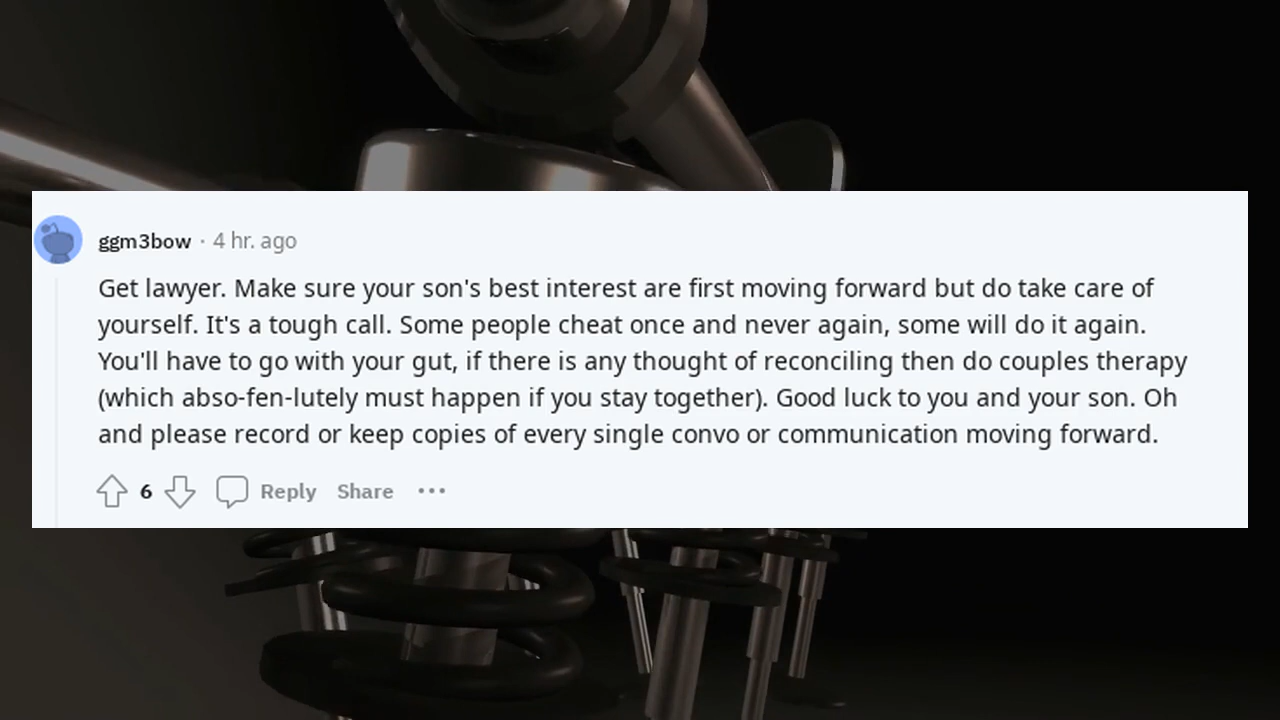 ggm3bow · 4 hr. ago
Get lawyer. Make sure your son's best interest are first moving forward but do take care of
yourself. It's a tough call. Some people cheat once and never again, some will do it again.
You'll have to go with your gut, if there is any thought of reconciling then do couples therapy
(which abso-fen-lutely must happen if you stay together). Good luck to you and your son. Oh
and please record or keep copies of every single convo or communication moving forward.
6 Reply Share ···